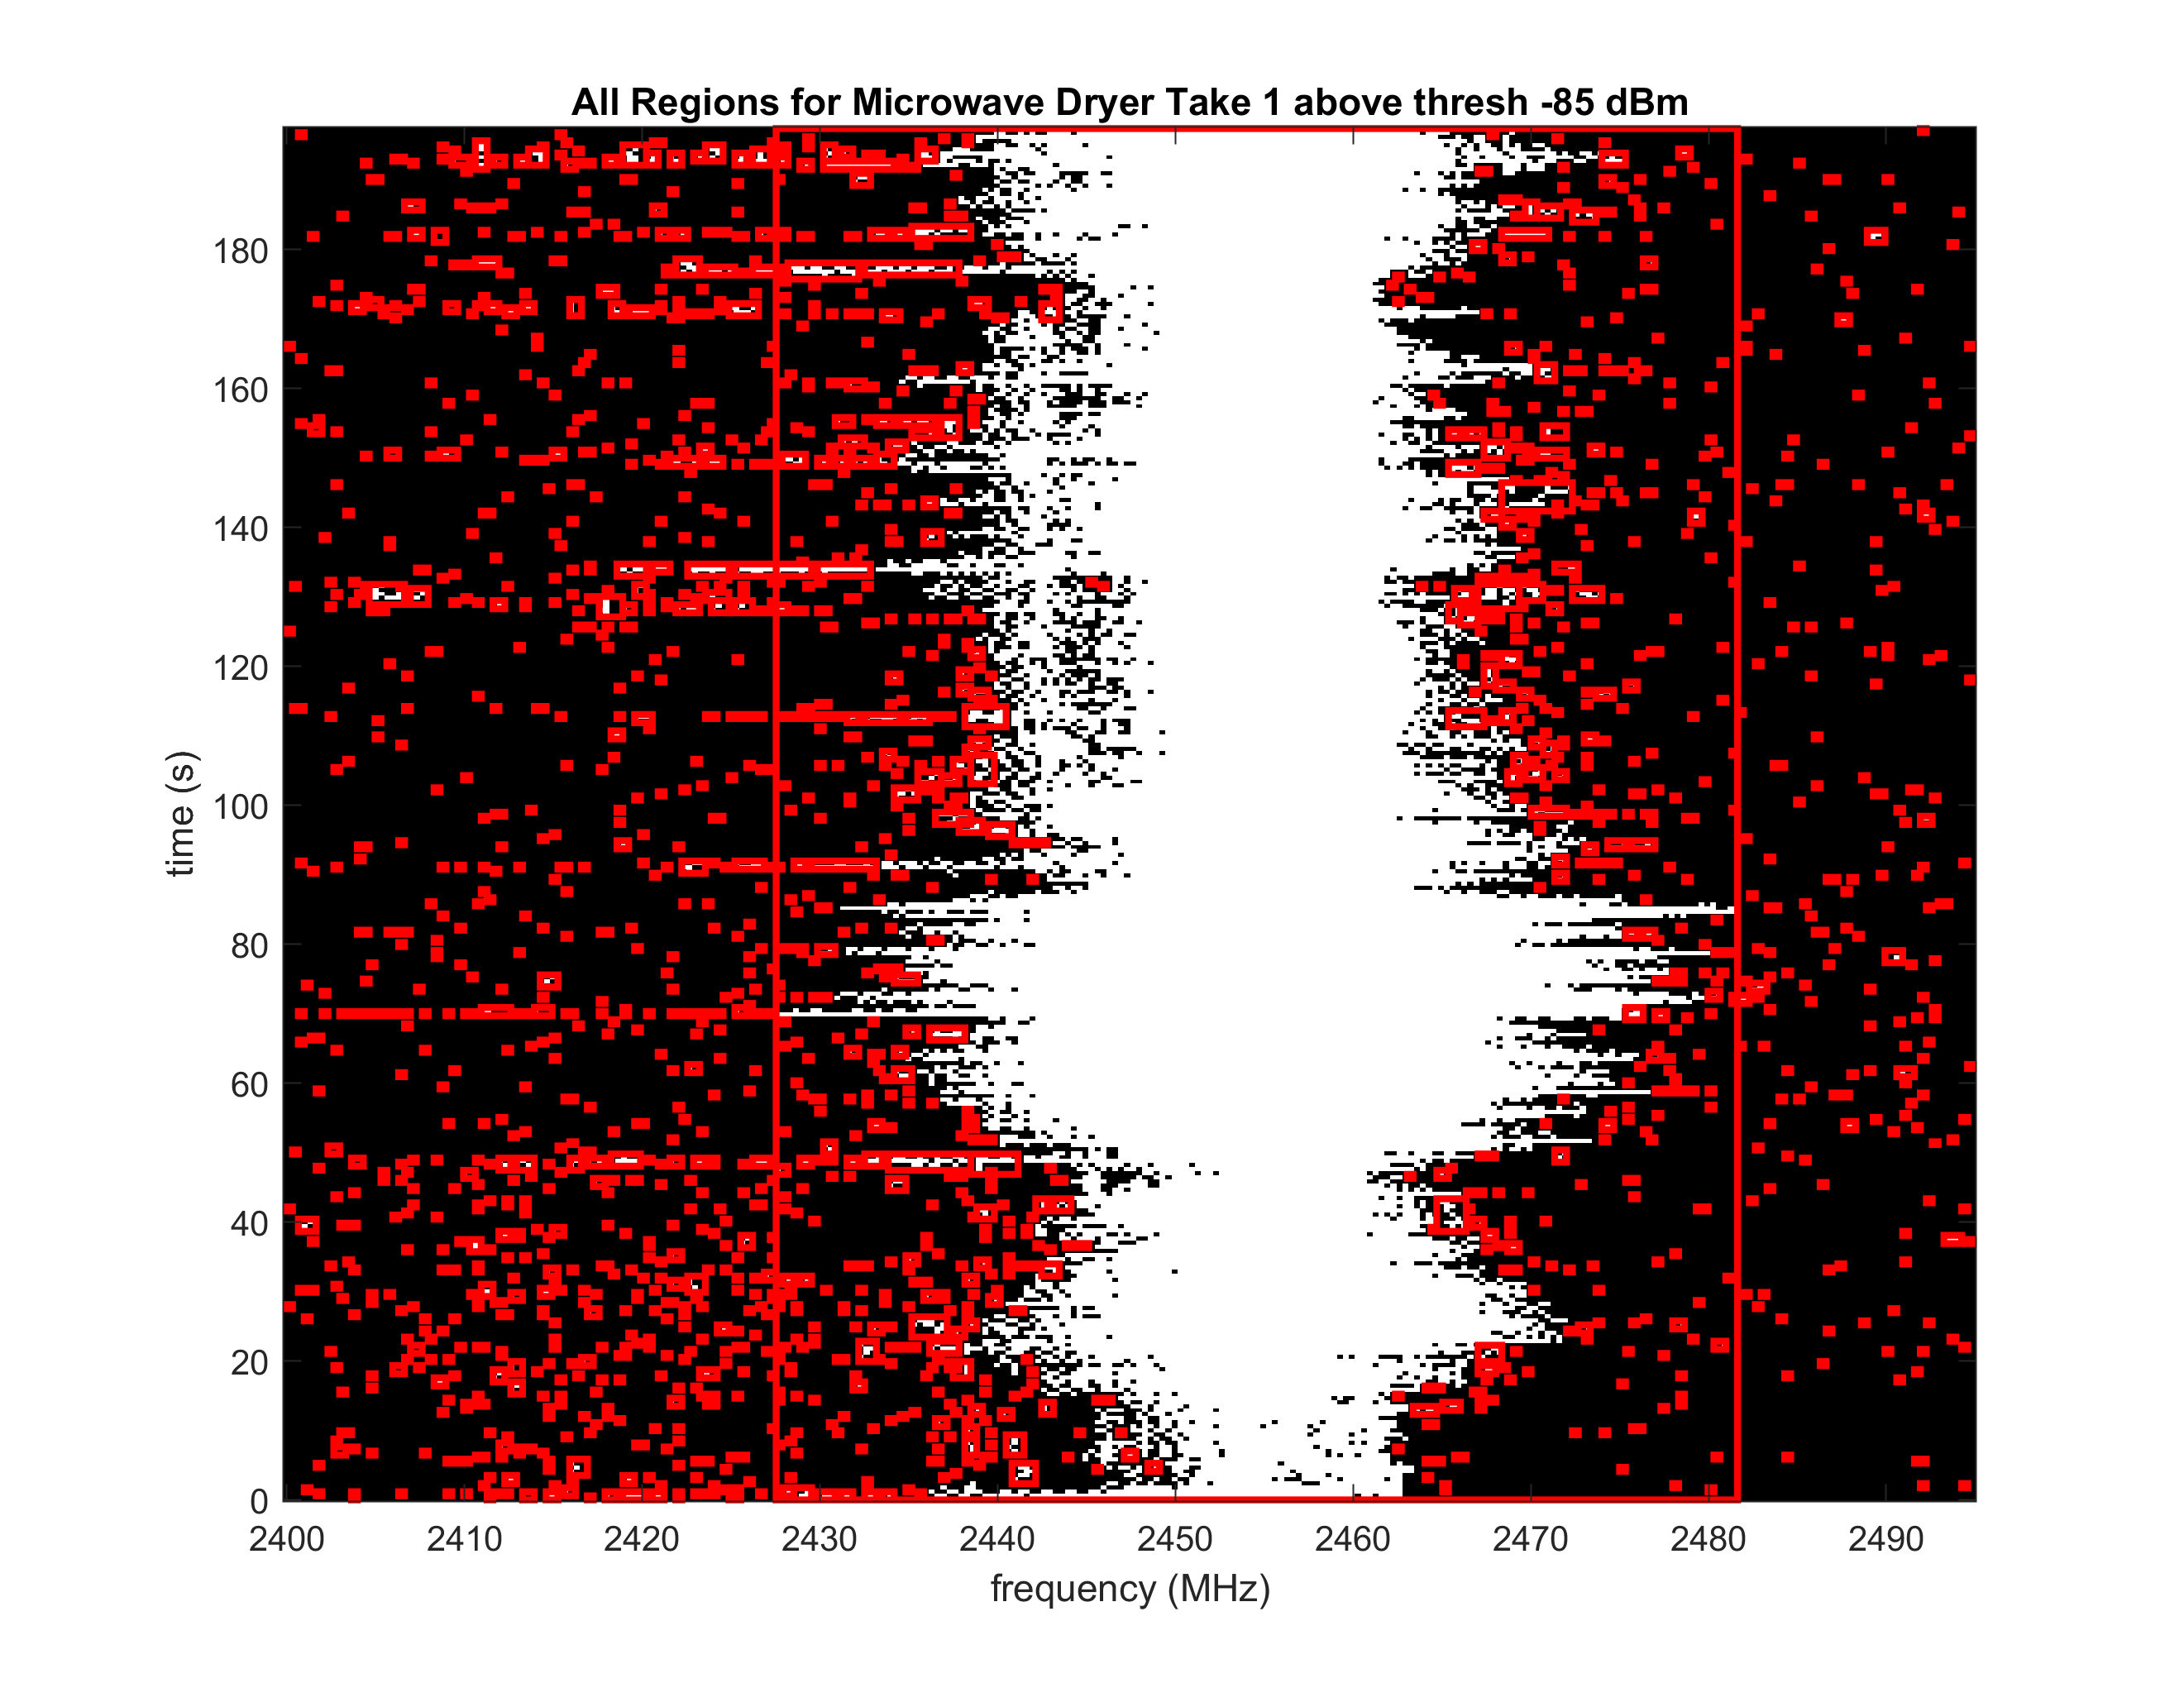 All Regions for Microwave Dryer Take 1 above thresh -85 dBm
180
160
140
120
100
80
60
40
20
0
time (s)
2400 2410 2420 2430 2440 2450 2460 2470 2480 2490
frequency (MHz)